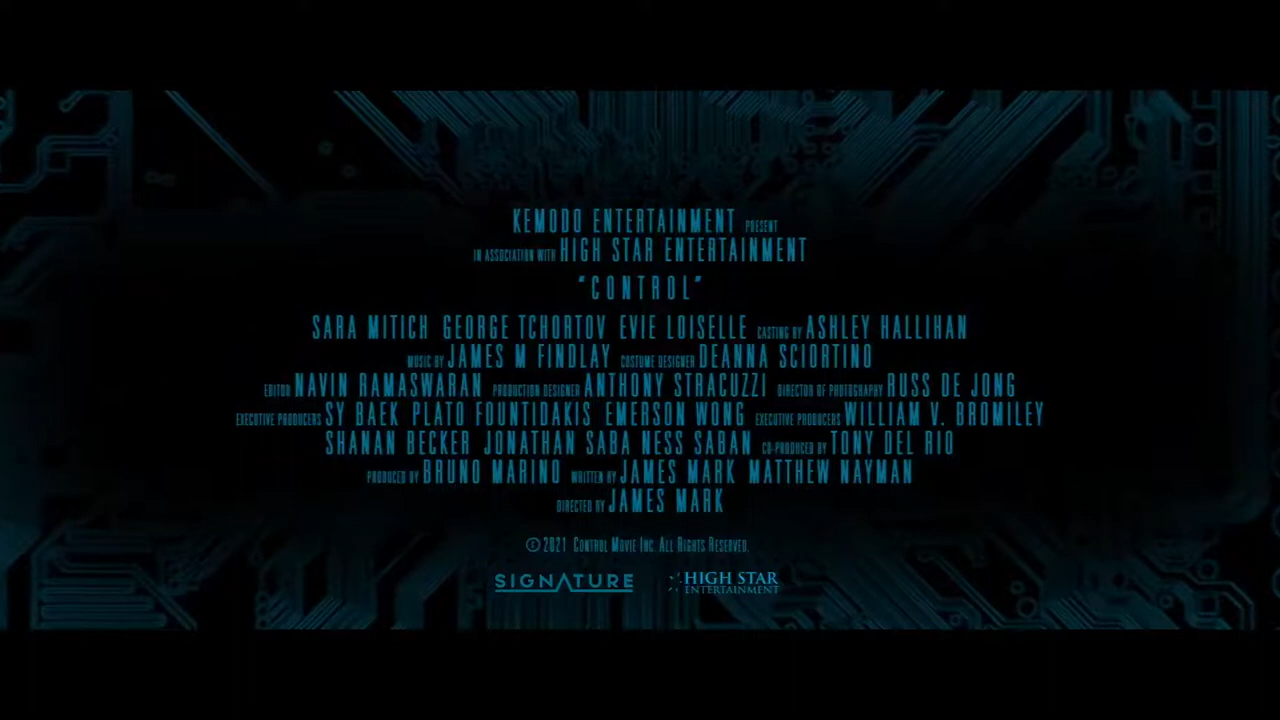 KEMODO ENTERTAINMENT PRESENT
IN ASSOCIATION WITH HIGH STAR ENTERTAINMENT
"CONTROL"
SARA MITICH GEORGE TCHORTOV EVIE LOISELLE CASTING BY ASHLEY HALLIHAN
MUSIC BY JAMES M FINDLAY COSTUME DESIGNER DEANNA SCIORTINO
EDITOR NAVIN RAMASWARAN PRODUCTION DESIGNER ANTHONY STRACUZZI DIRECTOR OF PHOTOGRAPHY RUSS DE JONG
EXECUTIVE PRODUCERS SY BAEK PLATO FOUNTIDAKIS EMERSON WONG EXECUTIVE PRODUCERS WILLIAM V. BROMILEY
SHANAN BECKER JONATHAN SABA NESS SABAN CO-PRODUCED BY TONY DEL RIO
PRODUCED BY BRUNO MARINO WRITTEN BY JAMES MARK MATTHEW NAYMAN
DIRECTED BY JAMES MARK
© 2021 CONTROL MOVIE INC. ALL RIGHTS RESERVED.
SIGNATURE HIGH STAR
ENTERTAINMENT